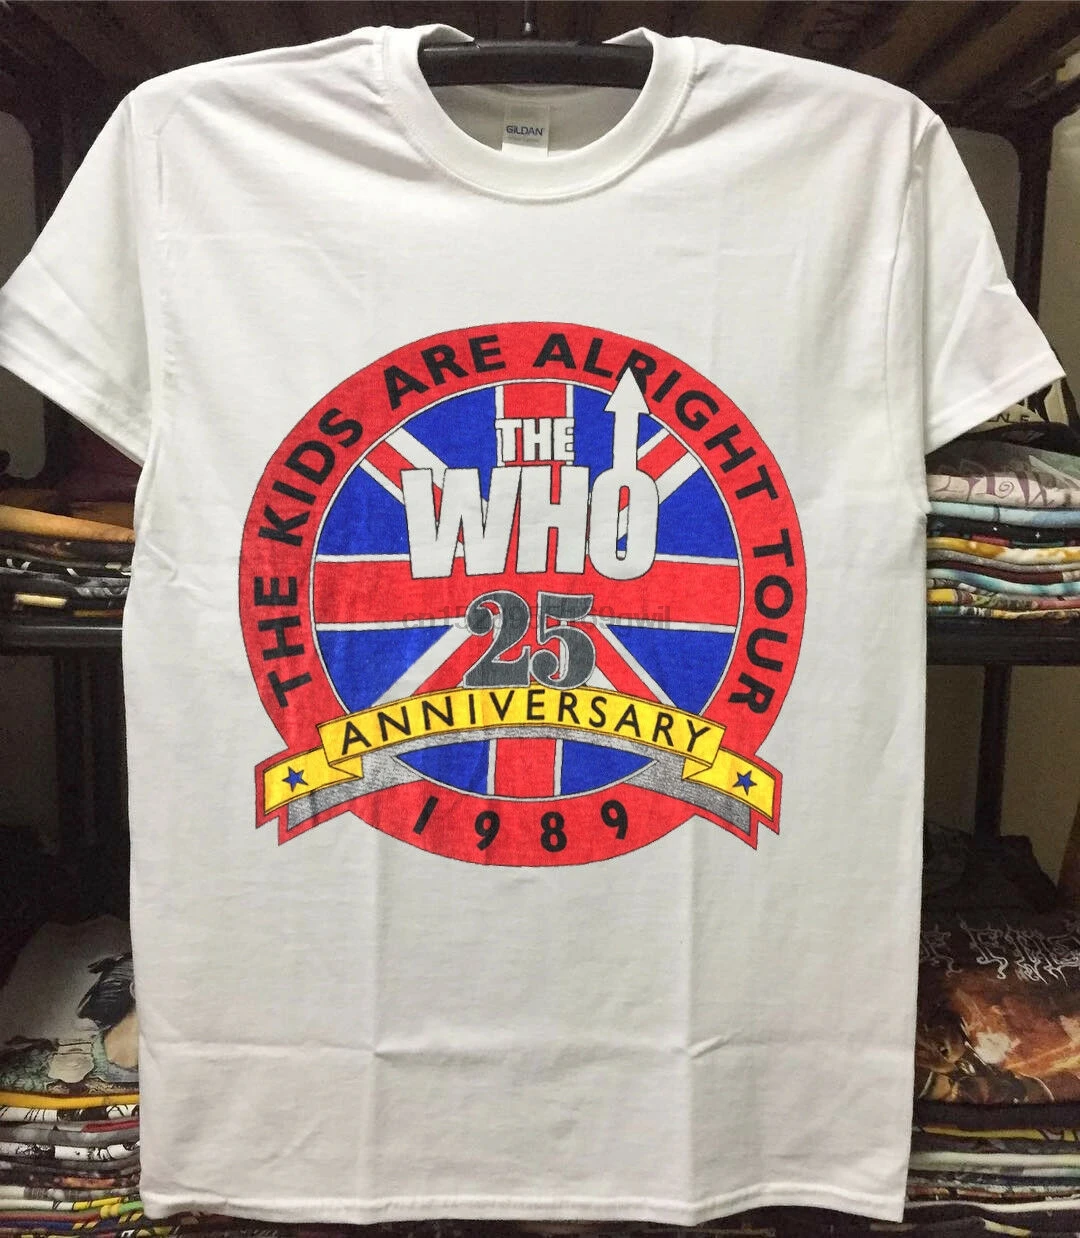 GILDAN
THE KIDS ARE ALRIGHT TOUR
THE
WHO
25
ANNIVERSARY
1989